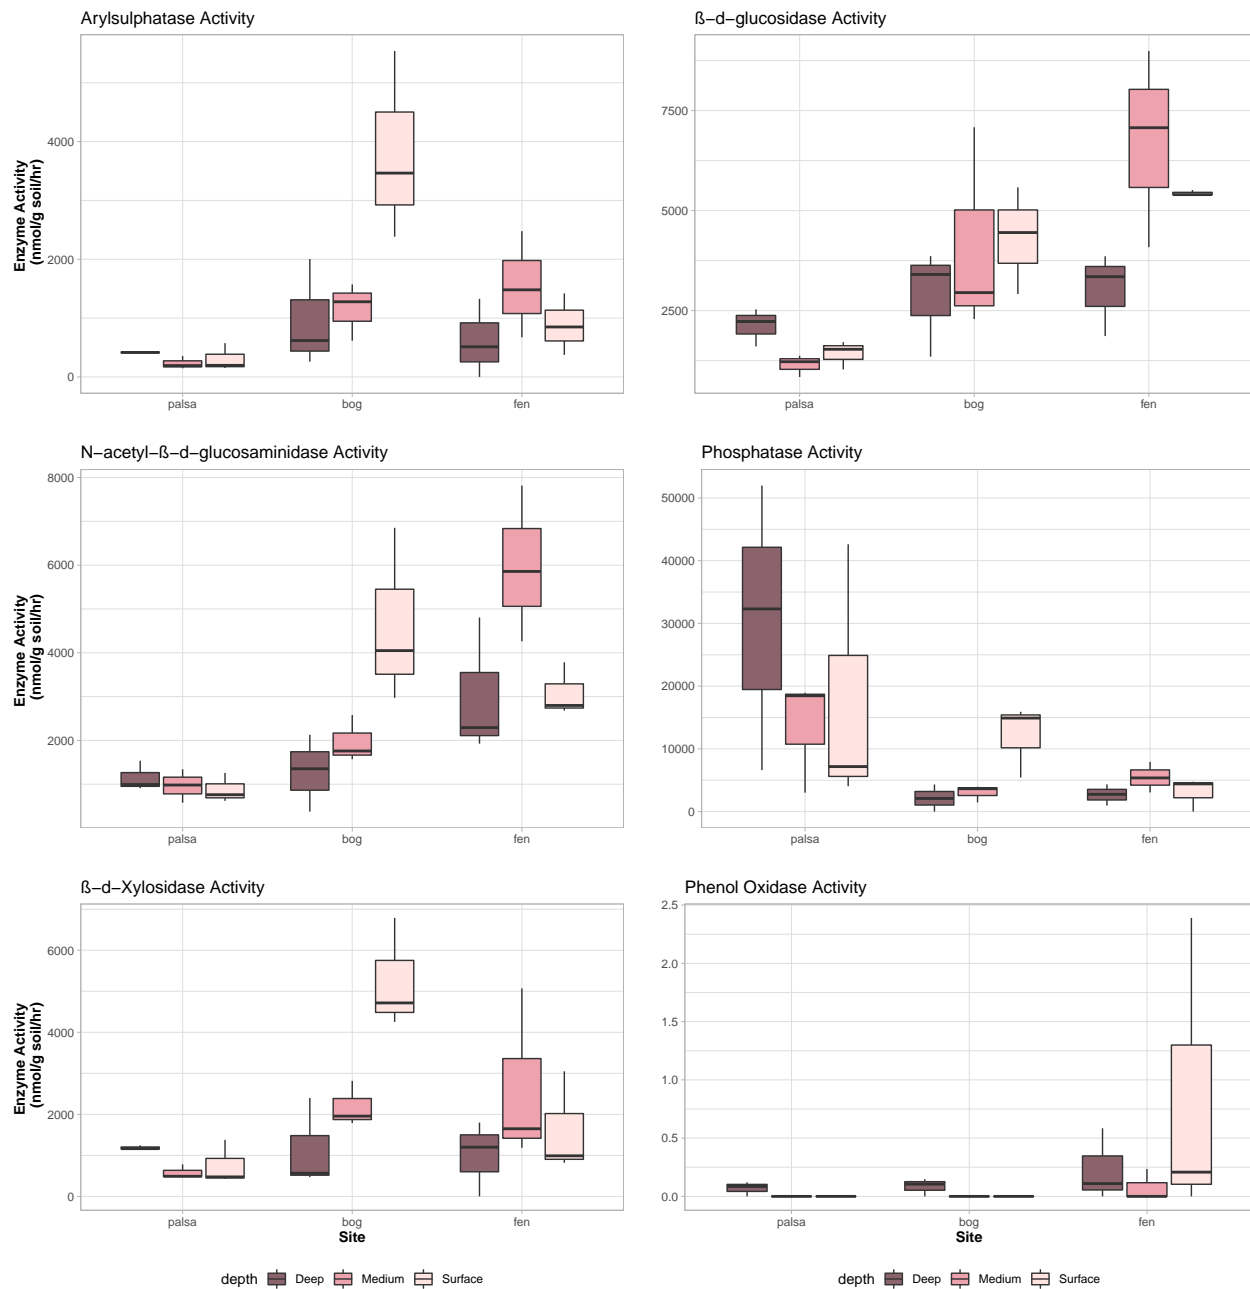 Arylsulphatase Activity
Enzyme Activity
(nmol/g soil/hr)
4000
2000
0
palsa bog fen
ß−d−glucosidase Activity
7500
5000
2500
palsa bog fen
N−acetyl−ß−d−glucosaminidase Activity
Enzyme Activity
(nmol/g soil/hr)
8000
6000
4000
2000
palsa bog fen
Phosphatase Activity
50000
40000
30000
20000
10000
0
palsa bog fen
ß−d−Xylosidase Activity
Enzyme Activity
(nmol/g soil/hr)
6000
4000
2000
0
palsa bog fen
Site
depth Deep Medium Surface
Phenol Oxidase Activity
2.5
2.0
1.5
1.0
0.5
0.0
palsa bog fen
Site
depth Deep Medium Surface